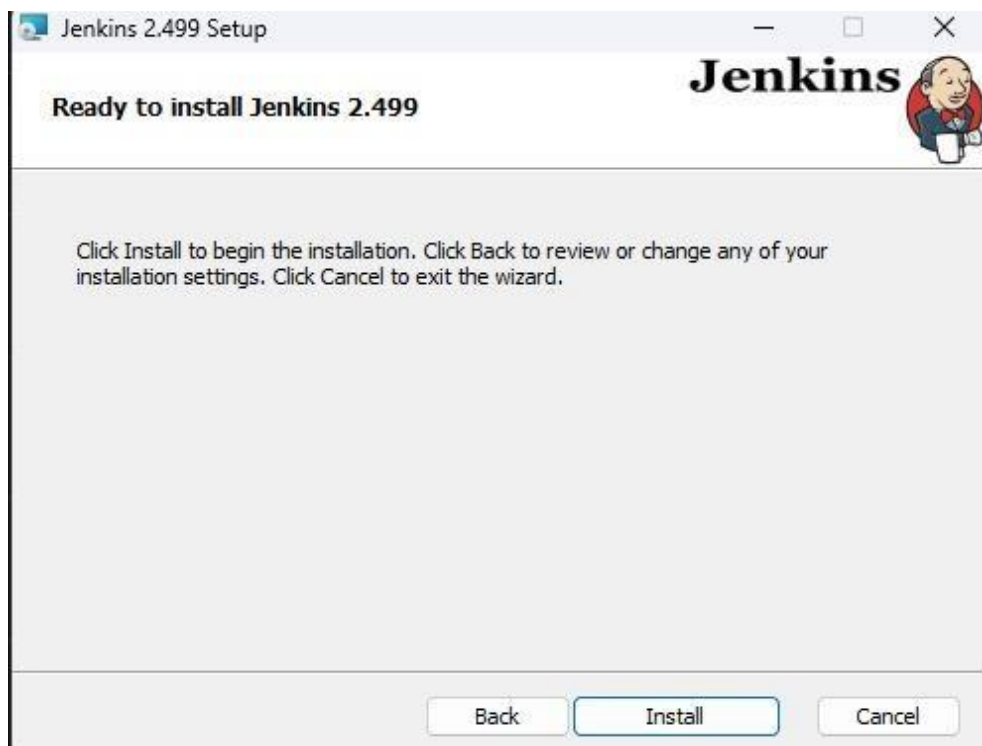 Jenkins 2.499 Setup
Jenkins
Ready to install Jenkins 2.499
Click Install to begin the installation. Click Back to review or change any of your
installation settings. Click Cancel to exit the wizard.
Back Install Cancel